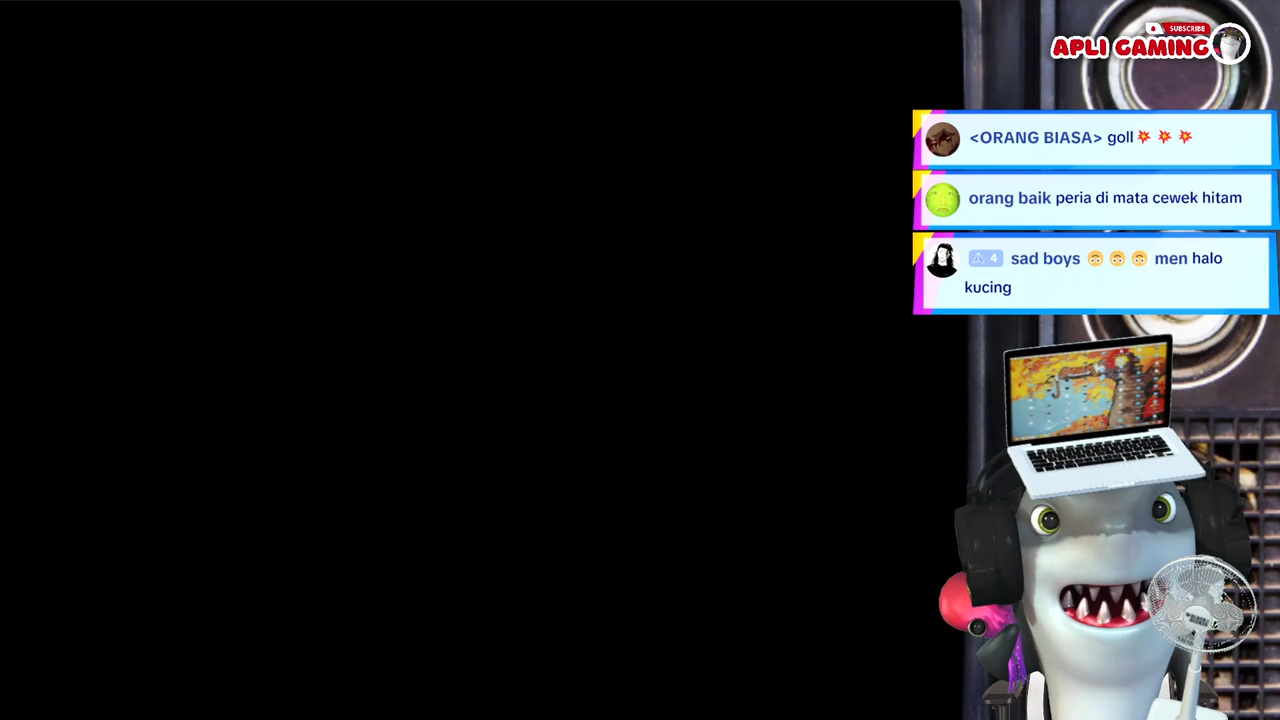 SUBSCRIBE
APLI GAMING
<ORANG BIASA> goll💥 💥 💥
orang baik peria di mata cewek hitam
4 sad boys 😳 😳 😳 men halo
kucing